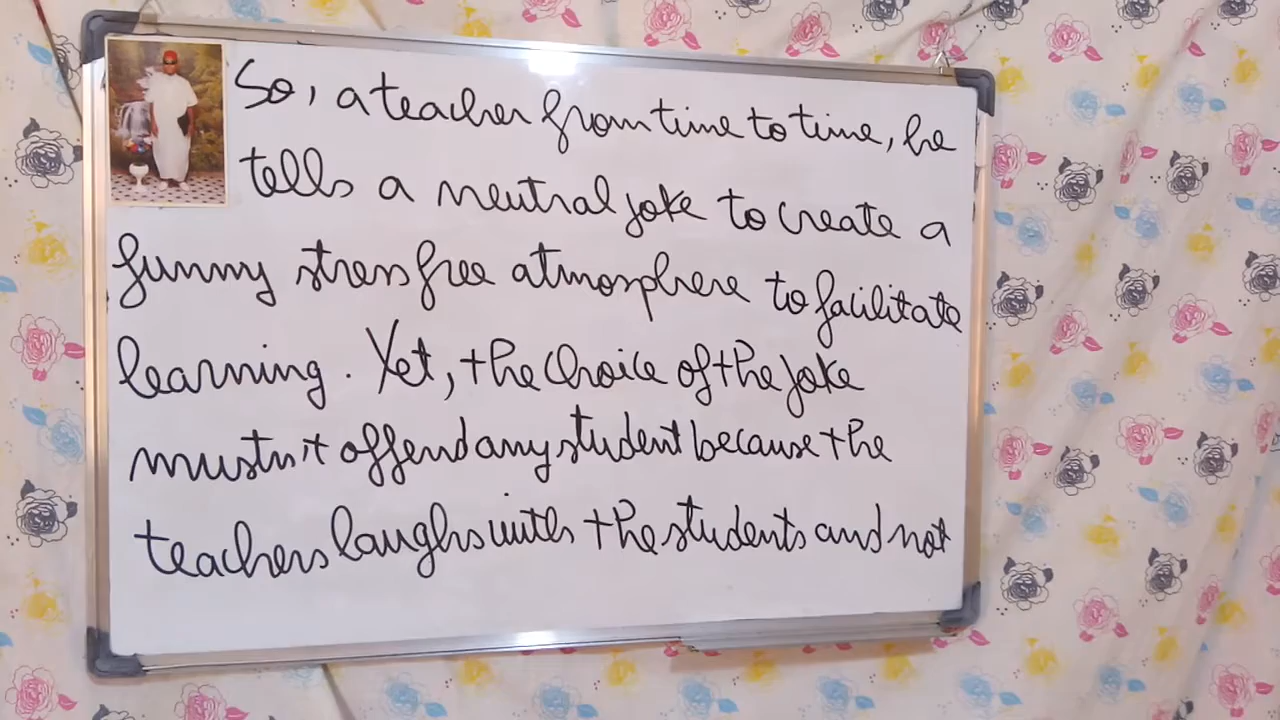 So, a teacher from time to time, he
tells a neutral joke to create a
funny stress free atmosphere to facilitate
learning. Yet, the choice of the joke
mustn't offend any student because the
teachers laughs with the students and not